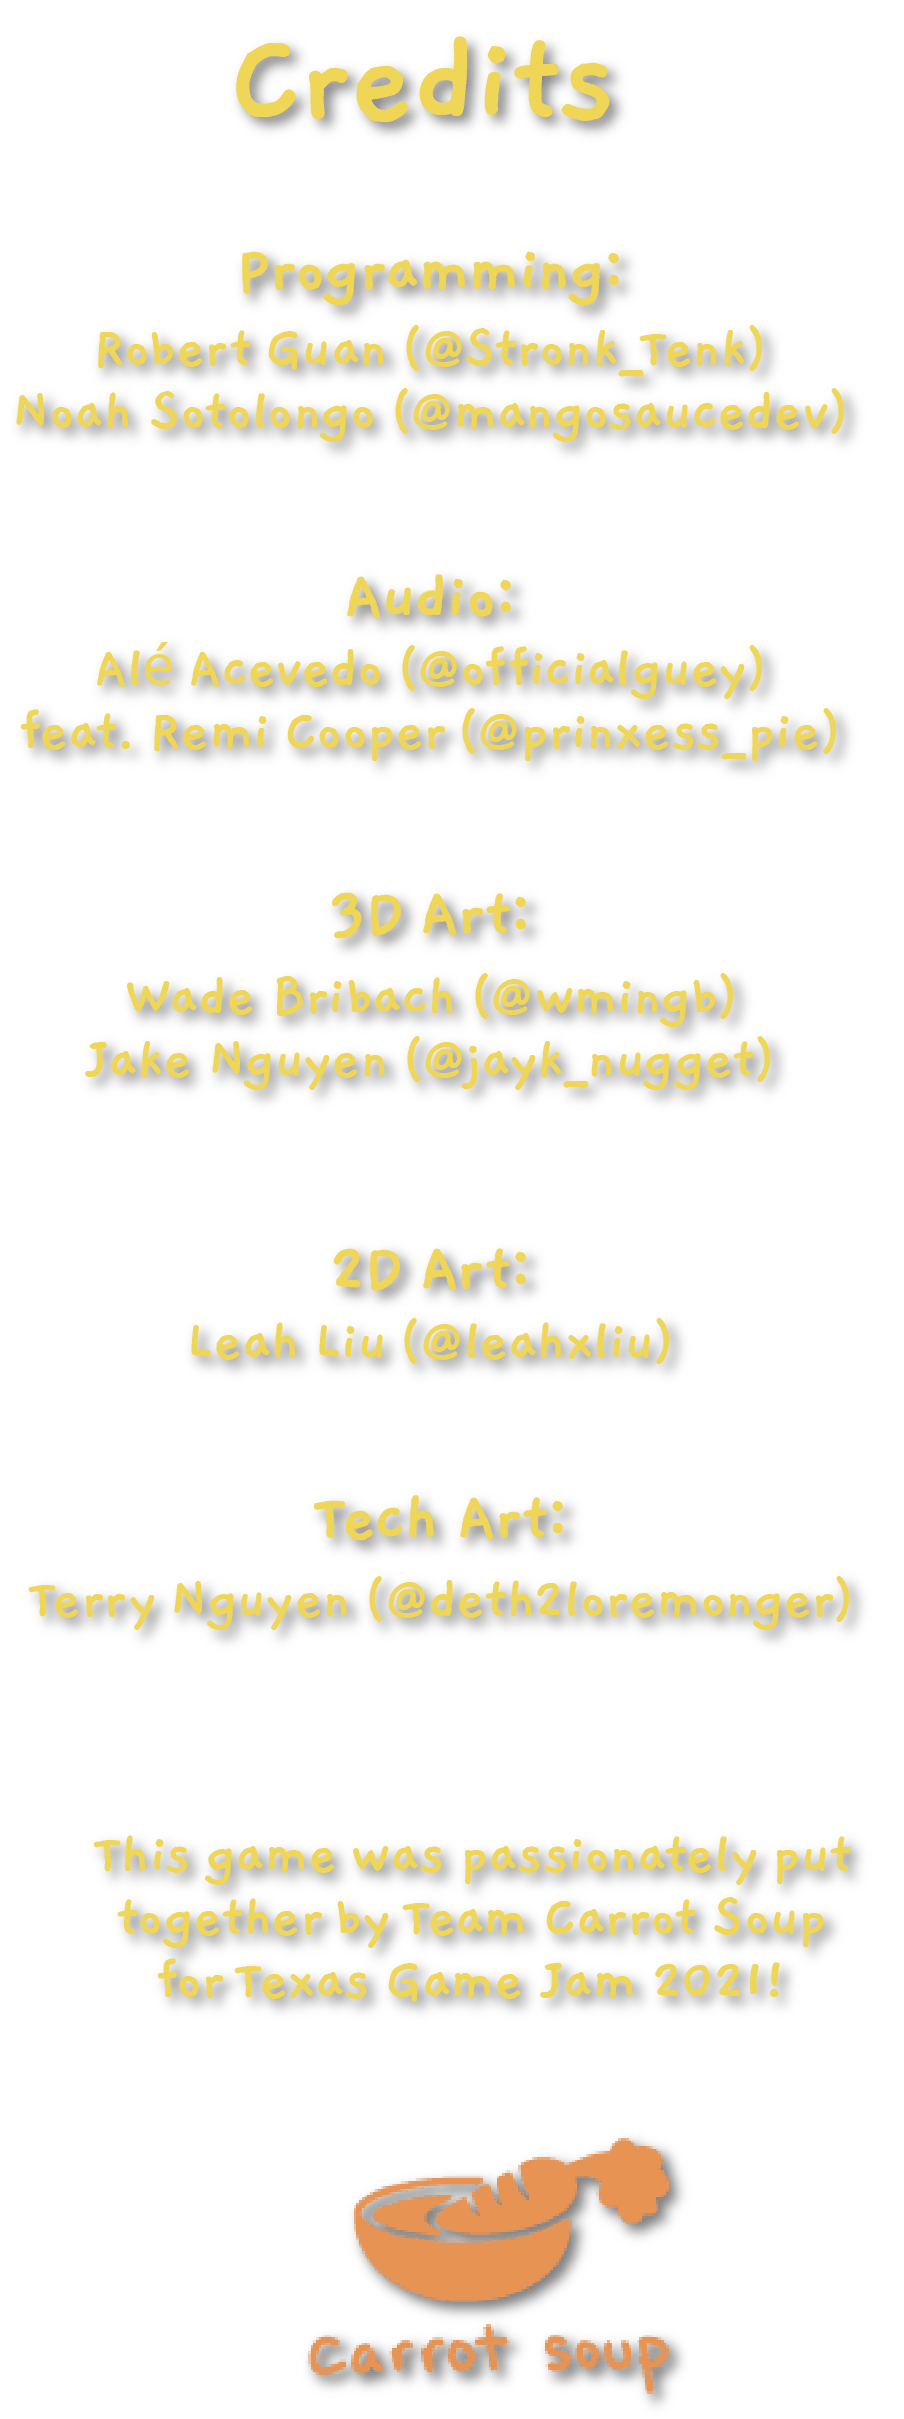 Credits
Programming:
Robert Guan (@Stronk_Tenk)
Noah Sotolongo (@mangosaucedev)
Audio:
Alé Acevedo (@officialguey)
feat. Remi Cooper (@prinxess_pie)
3D Art:
Wade Bribach (@wmingb)
Jake Nguyen (@jayk_nugget)
2D Art:
Leah Liu (@leahxliu)
Tech Art:
Terry Nguyen (@deth2loremonger)
This game was passionately put
together by Team Carrot Soup
for Texas Game Jam 2021!
Carrot soup